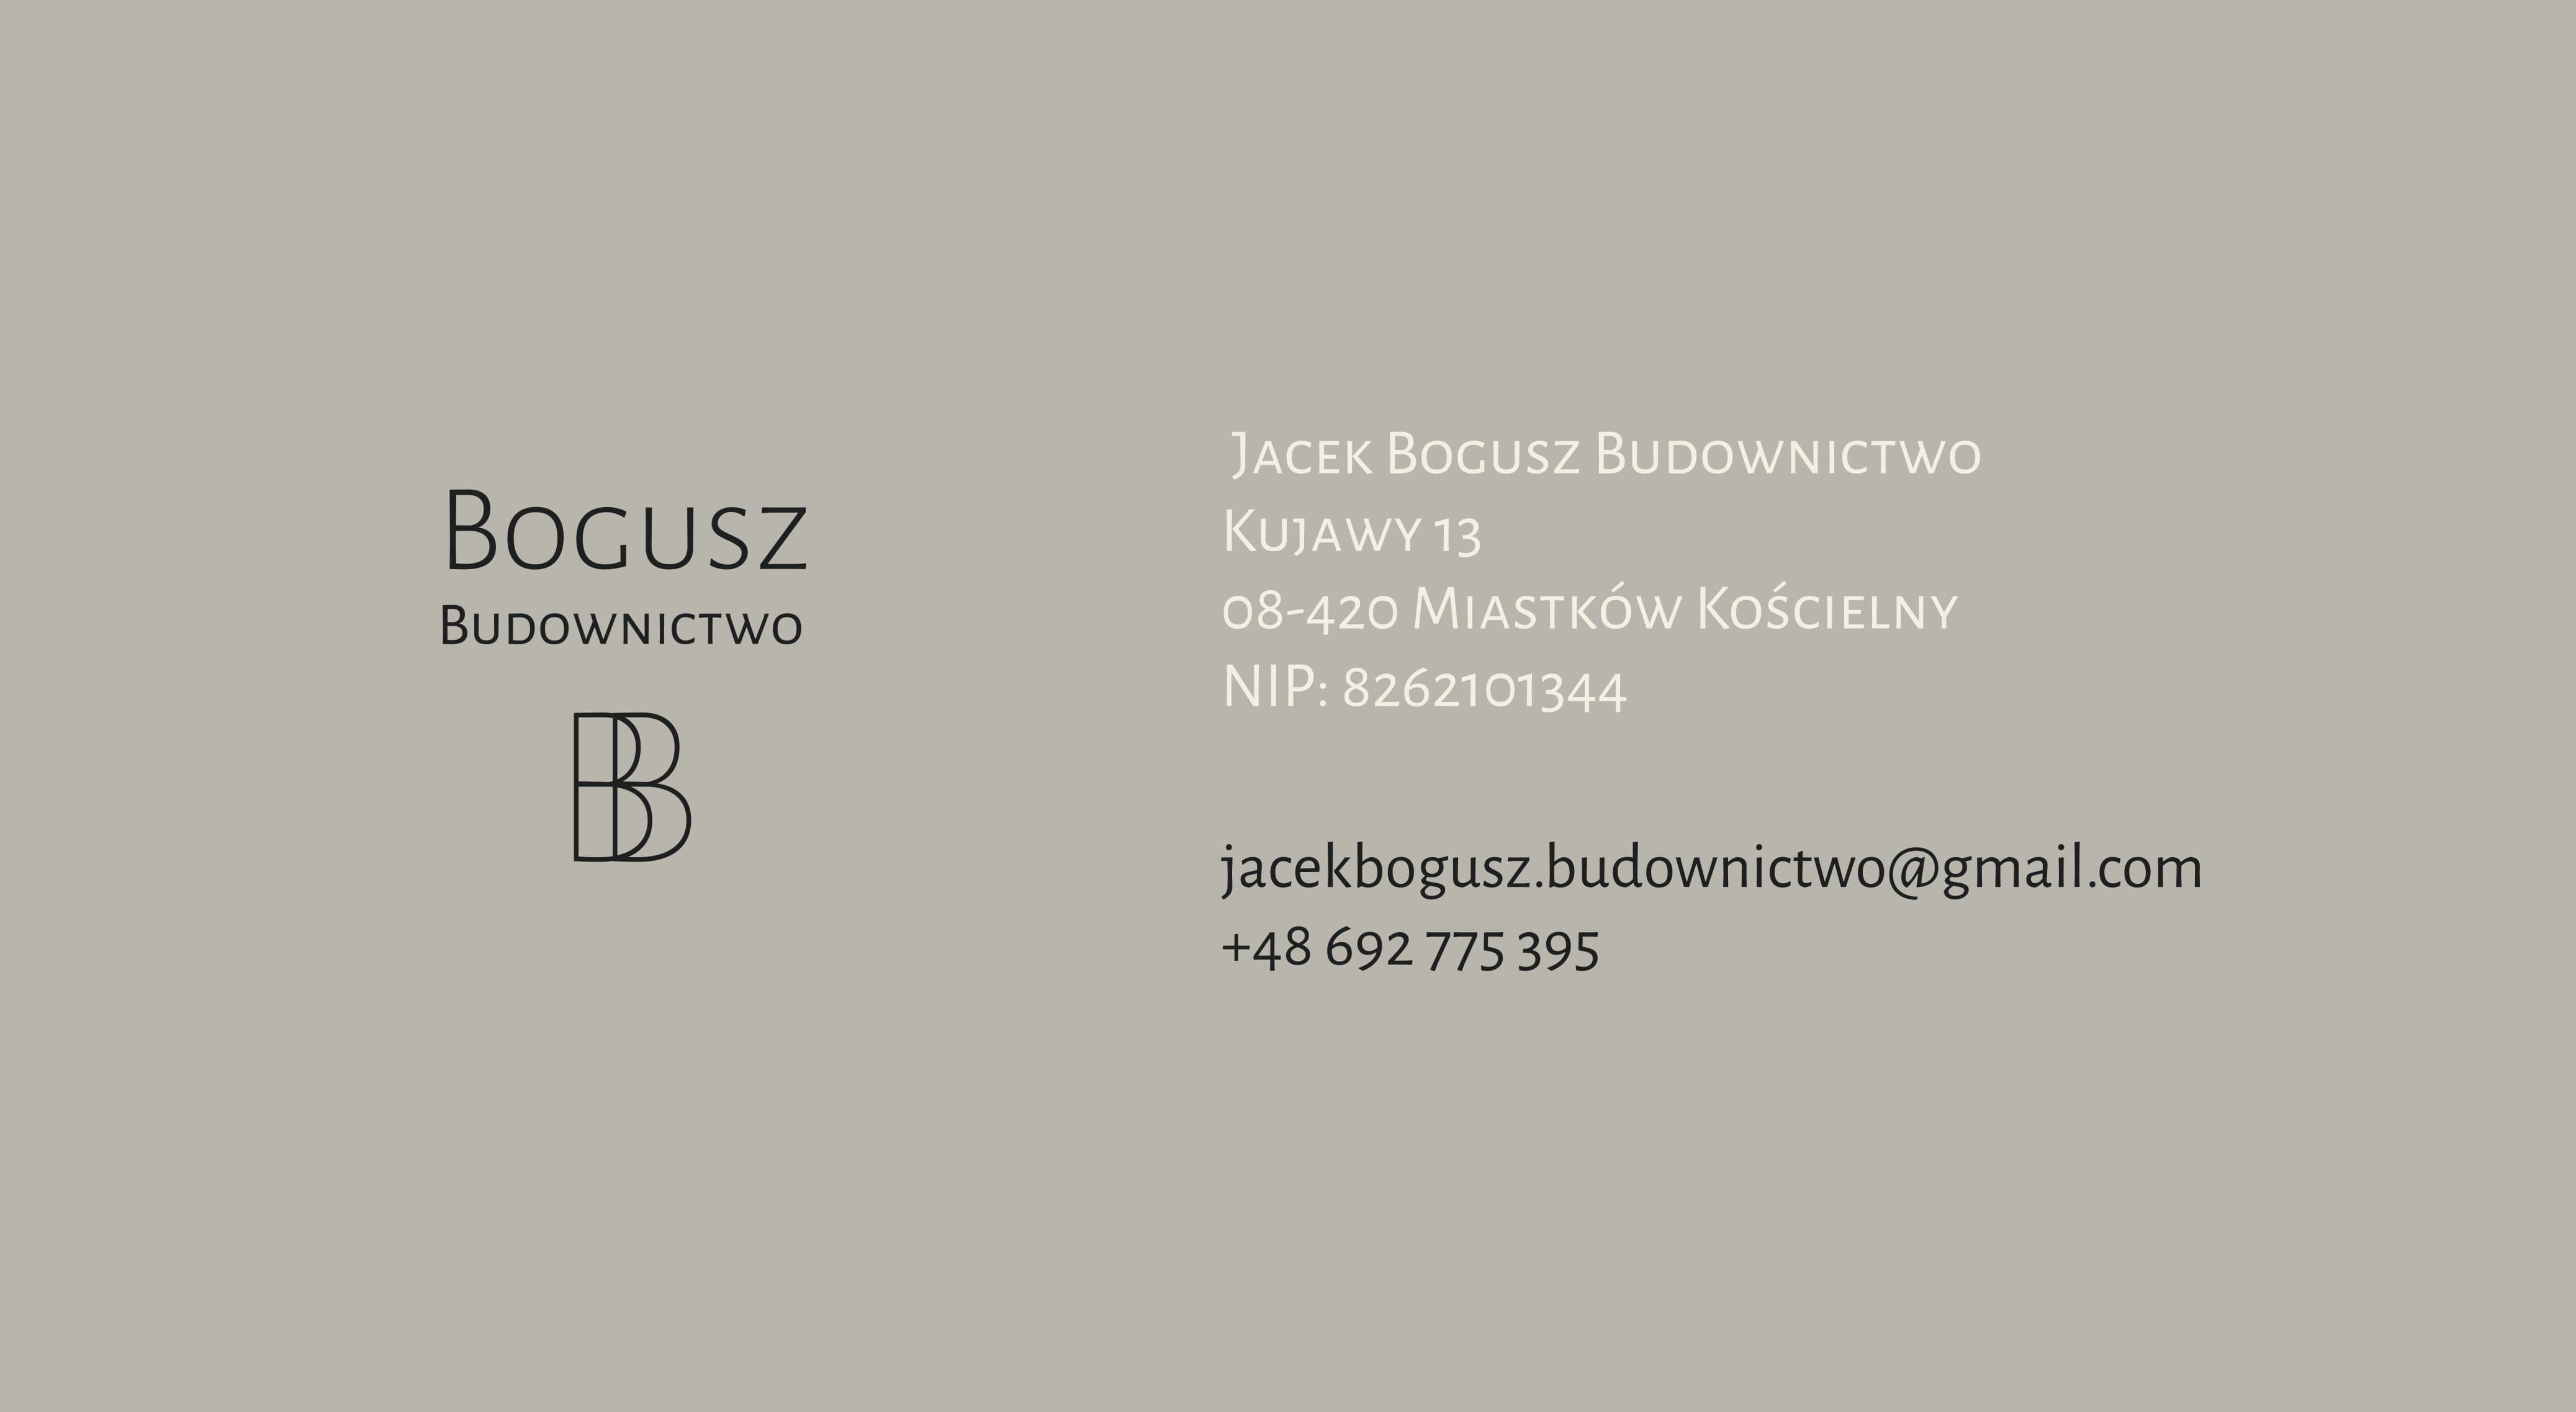 Bogusz
Budownictwo
BB
Jacek Bogusz Budownictwo
Kujawy 13
08-420 Miastków Kościelny
NIP: 8262101344
jacekbogusz.budownictwo@gmail.com
+48 692 775 395